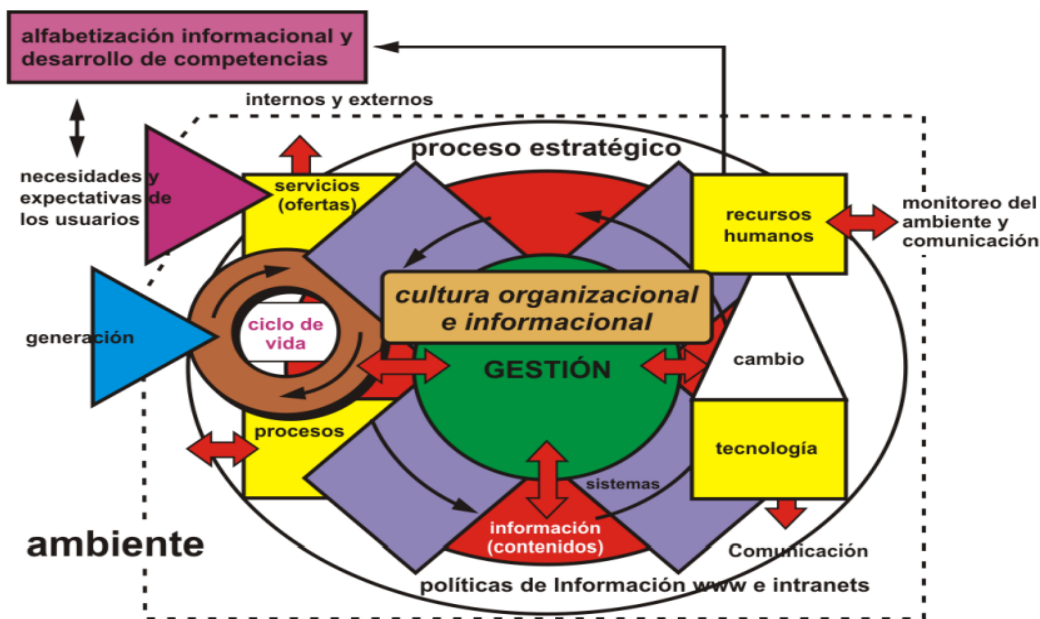 alfabetización informacional y
desarrollo de competencias
internos y externos
proceso estratégico
necesidades y
expectativas de
los usuarios
servicios
(ofertas)
recursos
humanos
monitoreo del
ambiente y
comunicación
cultura organizacional
e informacional
generación
ciclo de
vida
GESTIÓN
cambio
procesos
tecnología
sistemas
información
(contenidos)
ambiente
Comunicación
políticas de Información www e intranets